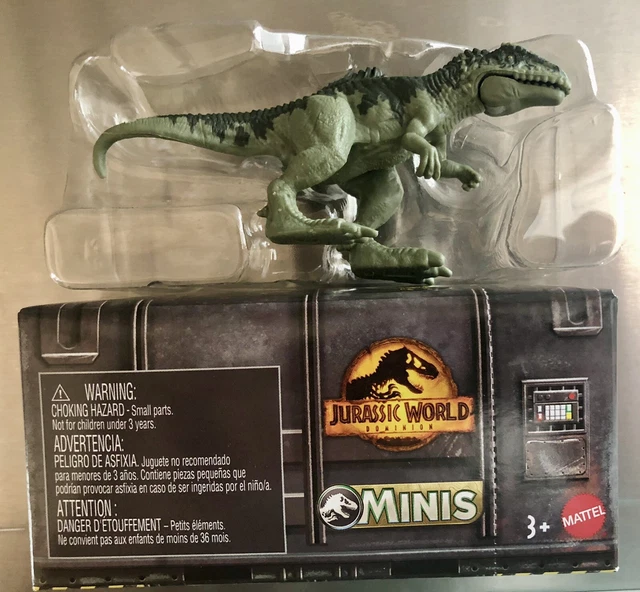 WARNING:
CHOKING HAZARD - Small parts.
Not for children under 3 years.
ADVERTENCIA:
PELIGRO DE ASFIXIA. Juguete no recomendado
para menores de 3 años. Contiene piezas pequeñas que
podrían provocar asfixia en caso de ser ingeridas por el niño/a.
ATTENTION :
DANGER D'ÉTOUFFEMENT – Petits éléments.
Ne convient pas aux enfants de moins de 36 mois.
JURASSIC WORLD
DOMINION
MINIS
3+
MATTEL